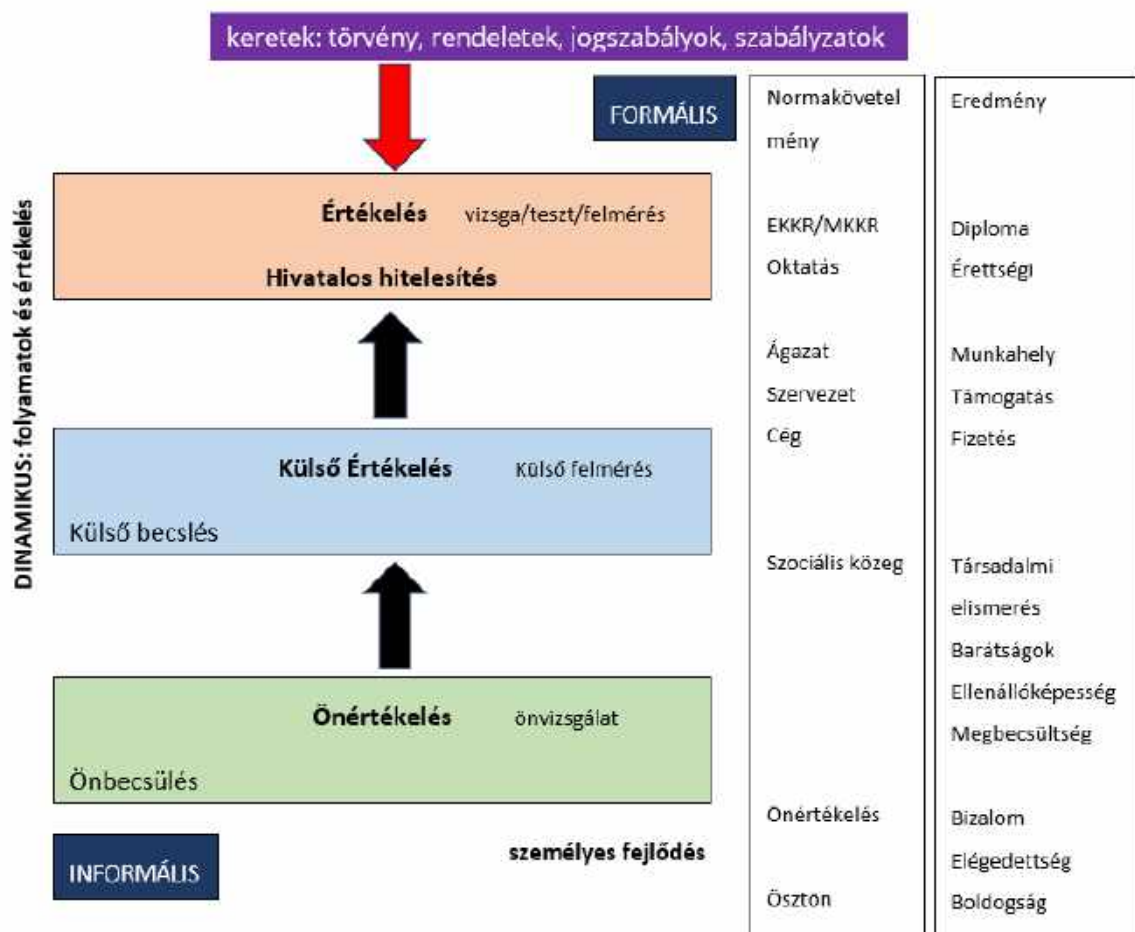 keretek: törvény, rendeletek, jogszabályok, szabályzatok
FORMÁLIS
DINAMIKUS: folyamatok és értékelés
Értékelés vizsga/teszt/felmérés
Hivatalos hitelesítés
Külső Értékelés Külső felmérés
Külső becslés
Önértékelés önvizsgálat
Önbecsülés
személyes fejlődés
INFORMÁLIS
Normakövetel
mény
EKKR/MKKR
Oktatás
Ágazat
Szervezet
Cég
Szociális közeg
Önértékelés
Ösztön
Eredmény
Diploma
Érettségi
Munkahely
Támogatás
Fizetés
Társadalmi
elismerés
Barátságok
Ellenállóképesség
Megbecsültség
Bizalom
Elégedettség
Boldogság